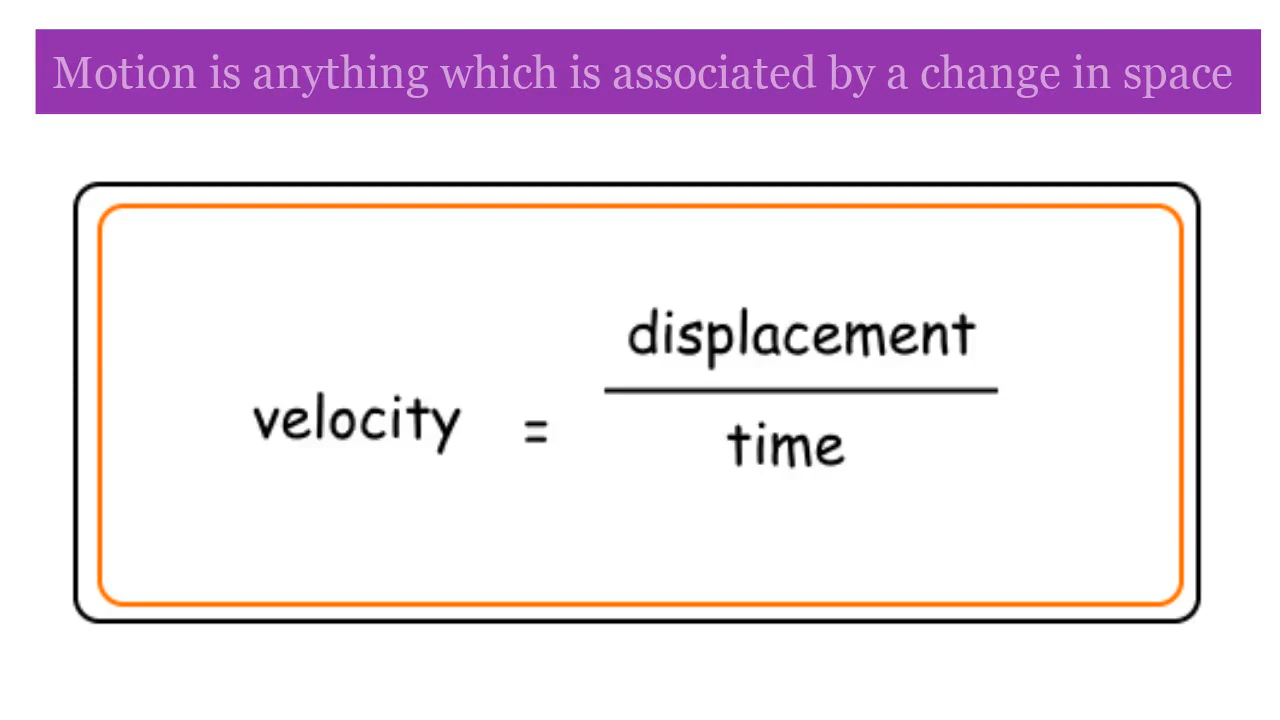 Motion is anything which is associated by a change in space
displacement
velocity =
time